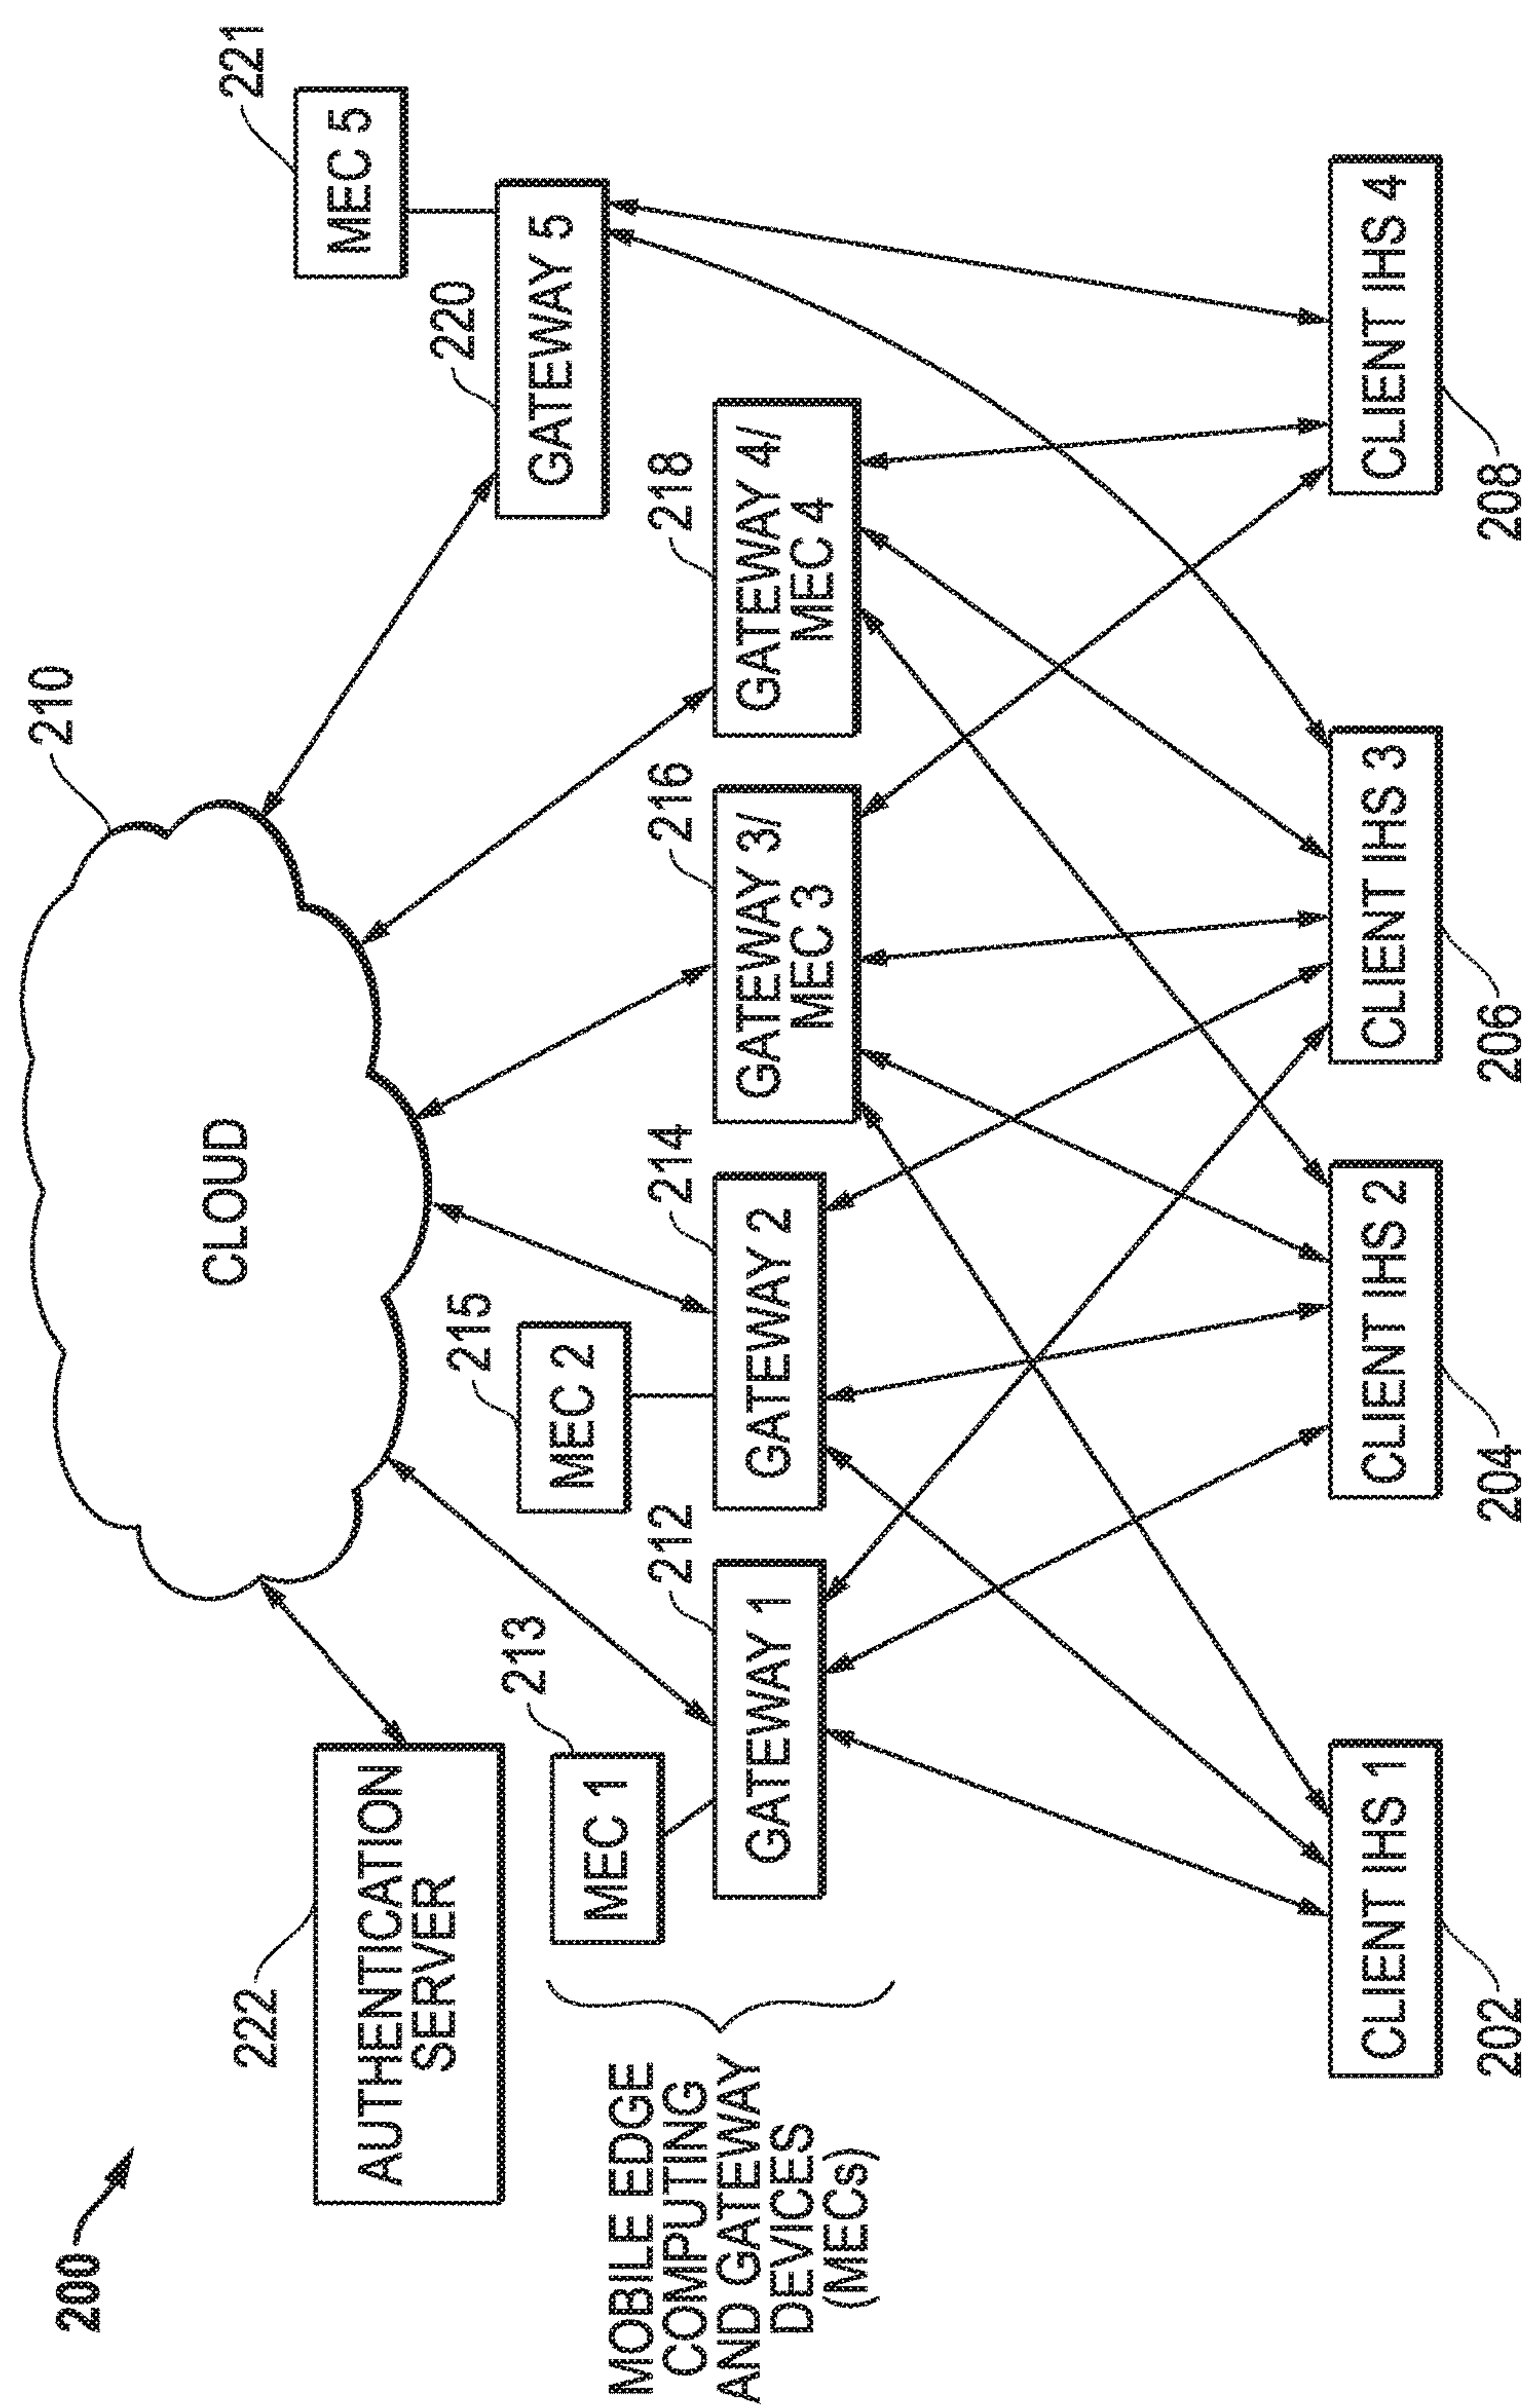 200
210
CLOUD
222
AUTHENTICATION
SERVER
221
MEC 5
220
GATEWAY 5
213
MEC 1
215
MEC 2
MOBILE EDGE
COMPUTING
AND GATEWAY
DEVICES
(MECs)
212
GATEWAY 1
214
GATEWAY 2
216
GATEWAY 3/
MEC 3
218
GATEWAY 4/
MEC 4
CLIENT IHS 1
202
CLIENT IHS 2
204
CLIENT IHS 3
206
CLIENT IHS 4
208